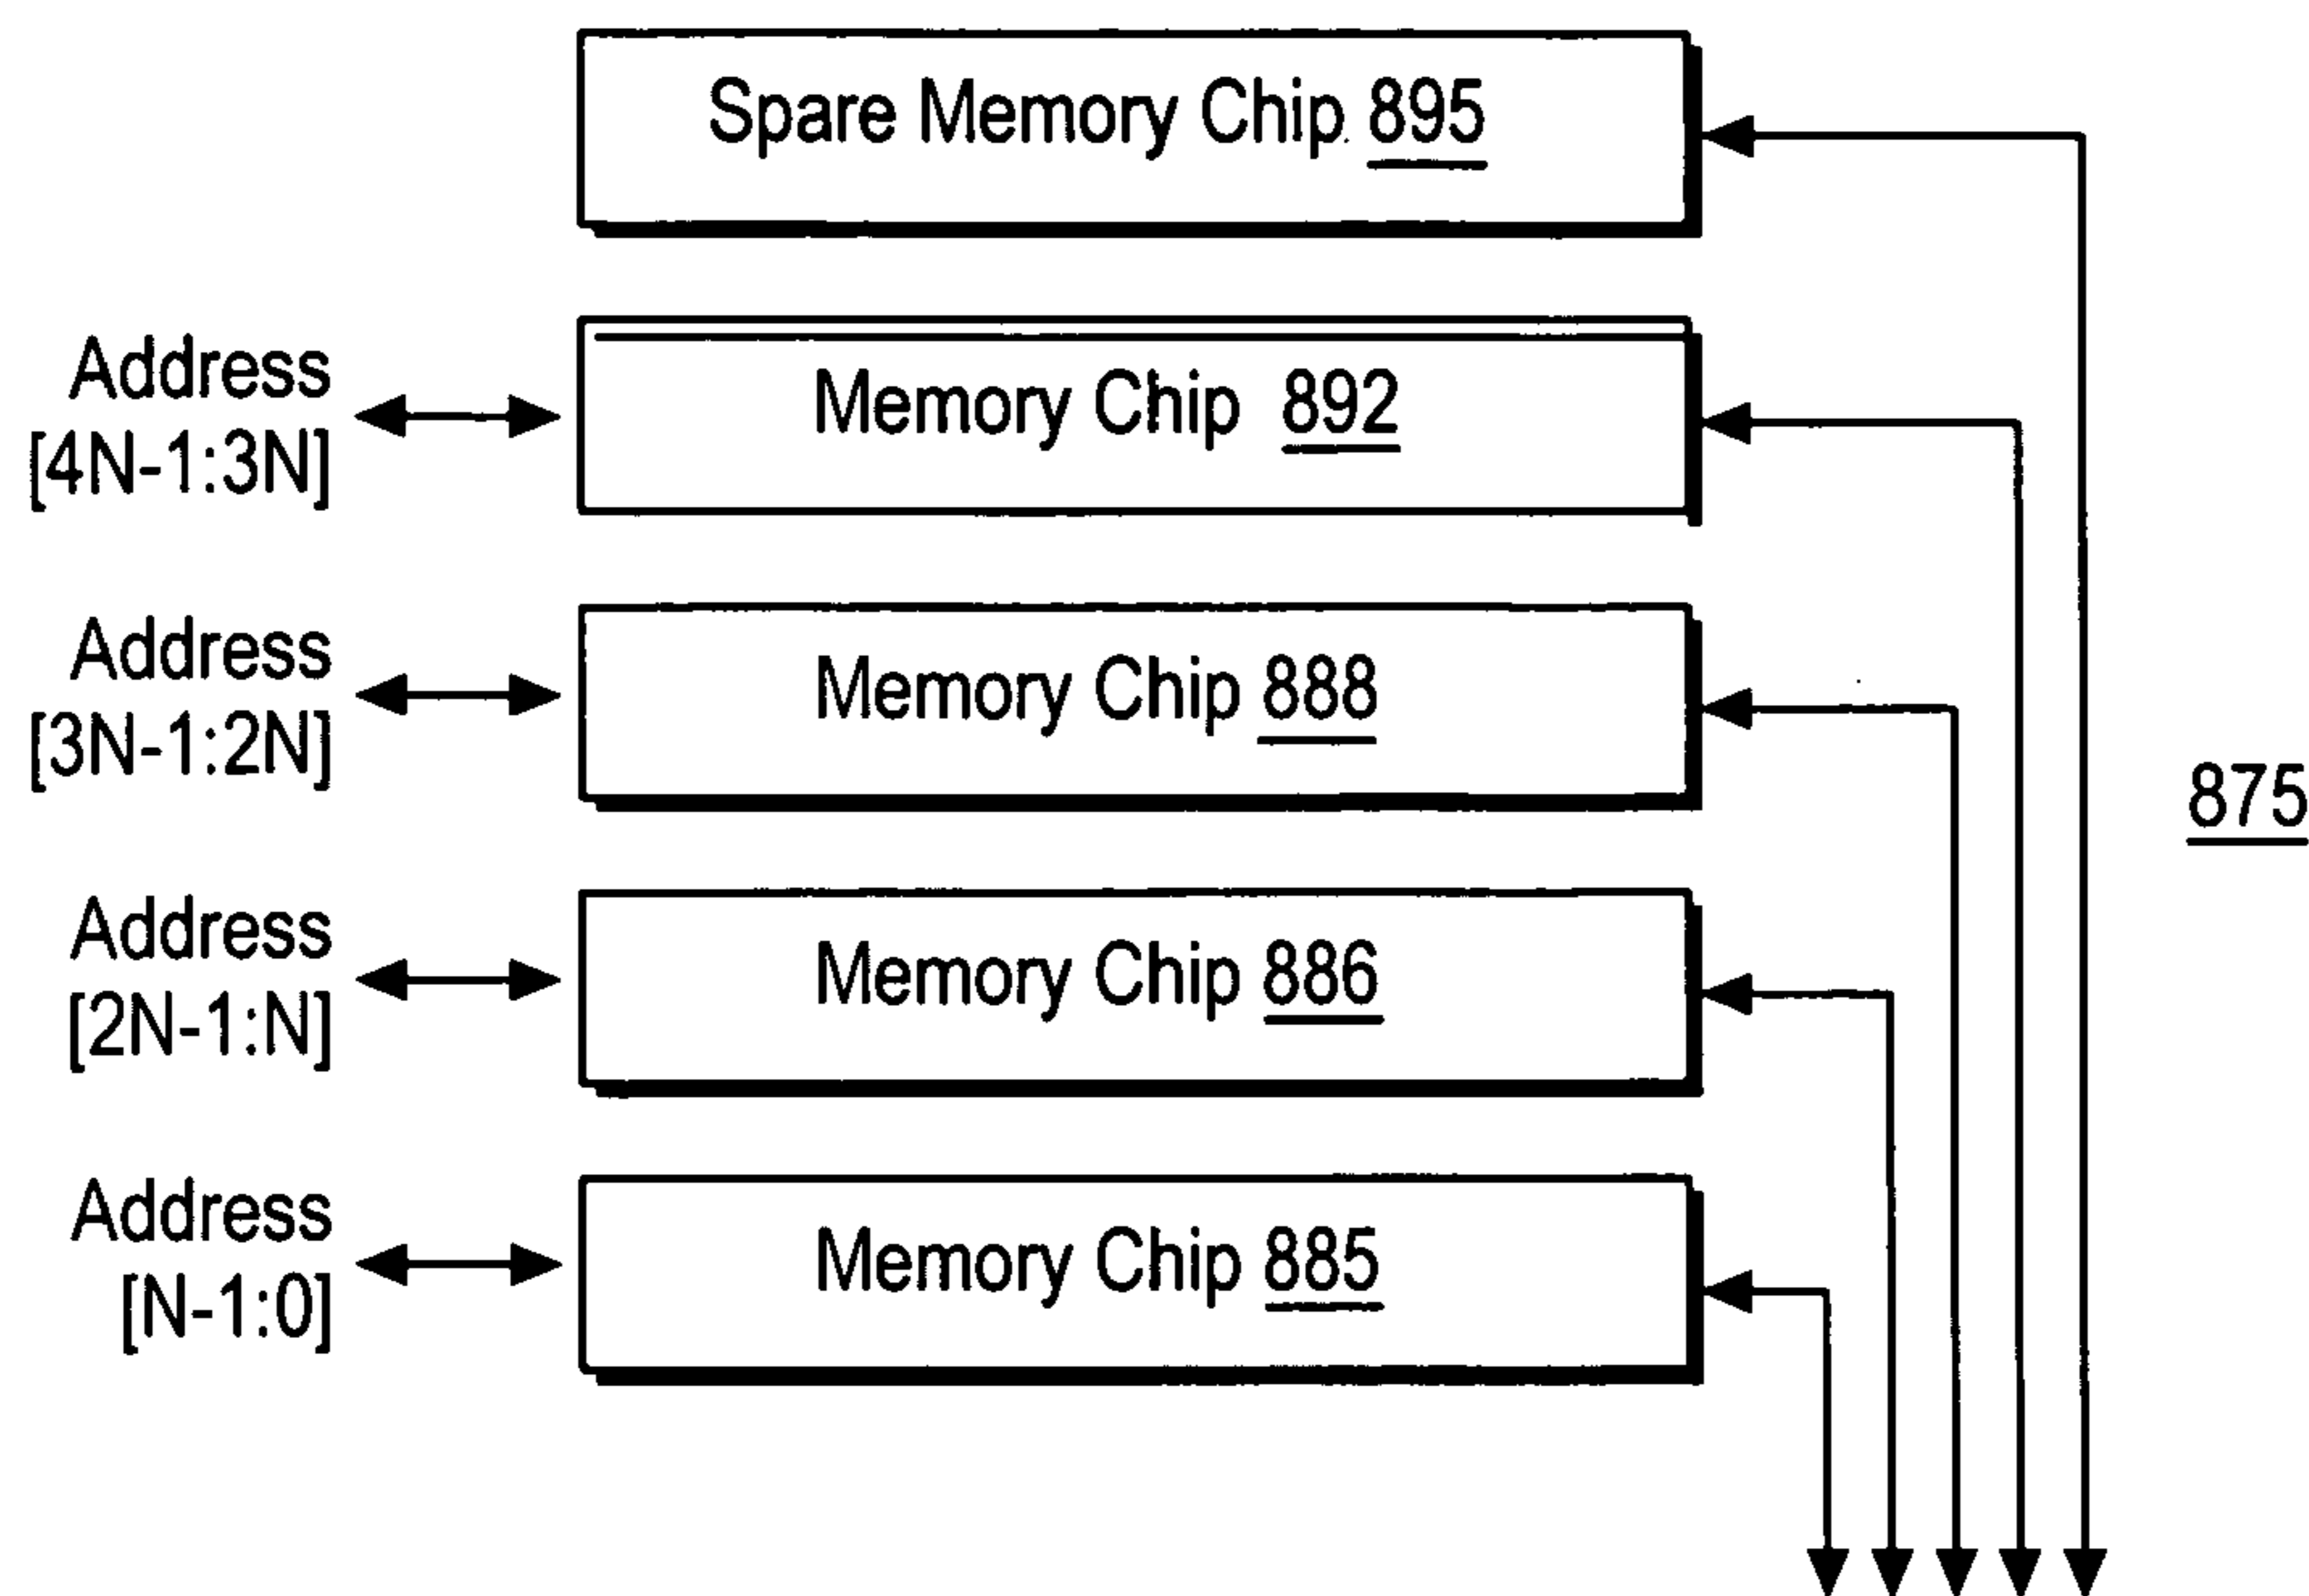 Spare Memory Chip 895
Address
[4N-1:3N]
Memory Chip 892
Address
[3N-1:2N]
Memory Chip 888
875
Address
[2N-1:N]
Memory Chip 886
Address
[N-1:0]
Memory Chip 885